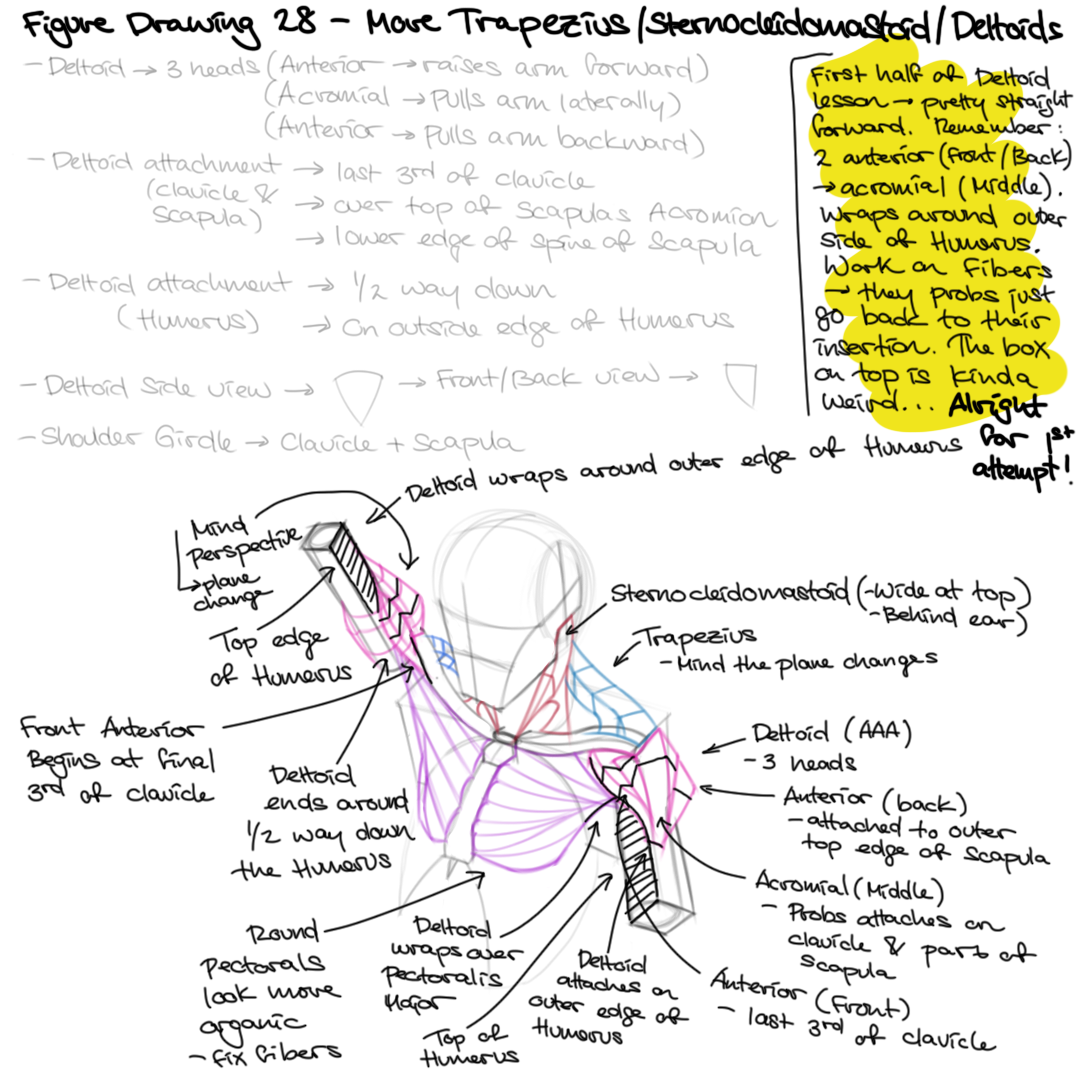 Figure Drawing 28 - More Trapezius/Sternocleidomastoid/Deltoids
- Deltoid → 3 heads (Anterior → raises arm forward)
(Acromial → Pulls arm laterally)
(Anterior → Pulls arm backward)
- Deltoid attachment → last 3rd of clavicle
(clavicle & → over top of scapulas Acromion
scapula) → lower edge of spine of Scapula
- Deltoid attachment → 1/2 way down
(Humerus) → On outside edge of Humerus
- Deltoid Side view → → Front/Back view →
- Shoulder Girdle → Clavicle + Scapula
First half of Deltoid
lesson → pretty straight
forward. Remember:
2 anterior (Front/Back)
→ acromial (Middle).
Wraps around outer
side of Humerus.
Work on Fibers
→ they probs just
go back to their
insertion. The box
on top is kinda
weird... Alright
for 1st
attempt!
Deltoid wraps around outer edge of Humerus
Mind
Perspective
→ plane
change
Top edge
of Humerus
Front Anterior
Begins at final
3rd of clavicle
Deltoid
ends around
1/2 way down
the Humerus
Round
Pectorals
look more
organic
- fix fibers
Deltoid
wraps over
Pectoralis
Major
Top of
Humerus
Deltoid
attaches on
outer edge of
Humerus
Sternocleidomastoid (-Wide at top)
-Behind ear)
Trapezius
- Mind the plane changes
Deltoid (AAA)
- 3 heads
Anterior (back)
- attached to outer
top edge of Scapula
Acromial (Middle)
- Probs attaches on
clavicle & part of
scapula
Anterior (Front)
- last 3rd of clavicle